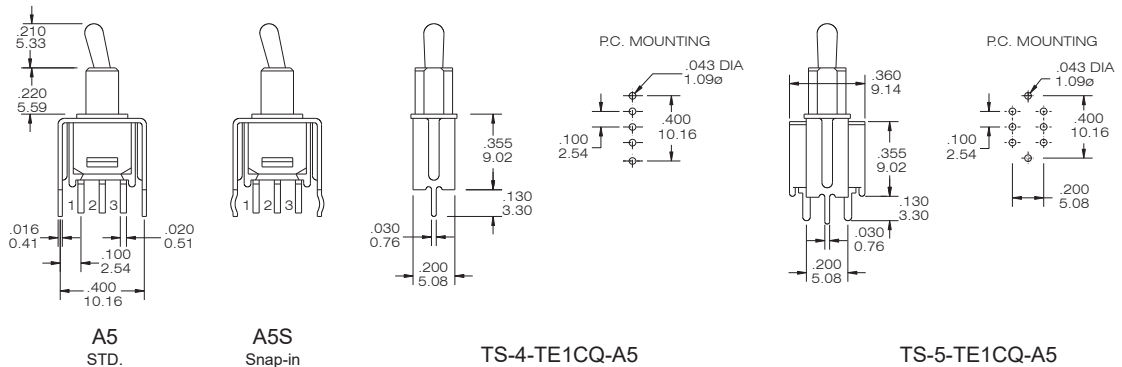 .210
5.33
.220
5.59
1 2 3
.016
0.41
.020
0.51
.100
2.54
.400
10.16
A5
STD.
1 2 3
A5S
Snap-in
.355
9.02
.130
3.30
.030
0.76
.200
5.08
P.C. MOUNTING
.043 DIA
1.09ø
.400
10.16
.100
2.54
TS-4-TE1CQ-A5
.360
9.14
.355
9.02
.130
3.30
.030
0.76
.200
5.08
P.C. MOUNTING
.043 DIA
1.09ø
.400
10.16
.100
2.54
.200
5.08
TS-5-TE1CQ-A5